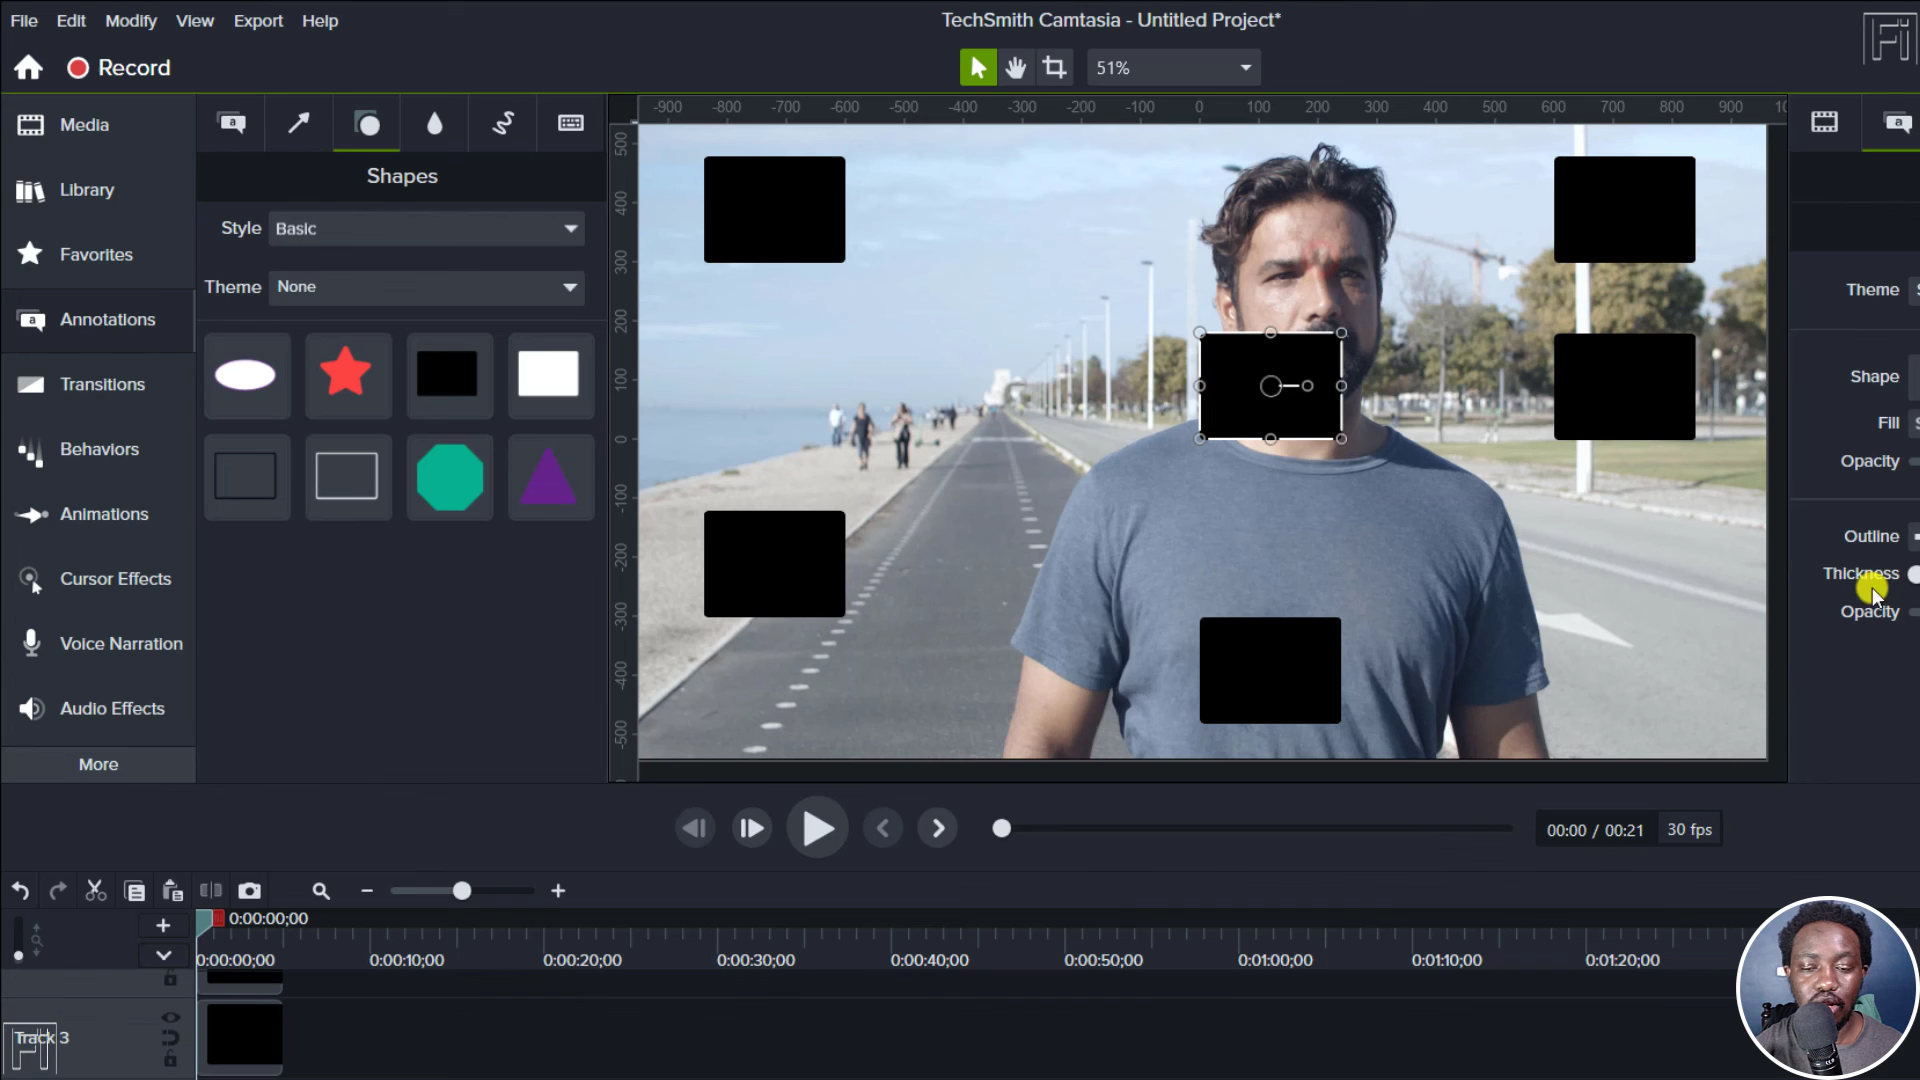 File Edit Modify View Export Help
TechSmith Camtasia - Untitled Project*
Fi
Record
51%
Media
Library
Favorites
Annotations
Transitions
Behaviors
Animations
Cursor Effects
Voice Narration
Audio Effects
More
a
Shapes
Style Basic
Theme None
-900 -800 -700 -600 -500 -400 -300 -200 -100 0 100 200 300 400 500 600 700 800 900
500
400
300
200
100
0
-100
-200
-300
-400
-500
a
Theme
Shape
Fill
Opacity
Outline
Thickness
Opacity
00:00 / 00:21 30 fps
0:00:00;00
0:00:00;00 0:00:10;00 0:00:20;00 0:00:30;00 0:00:40;00 0:00:50;00 0:01:00;00 0:01:10;00 0:01:20;00
Track 3
Fi